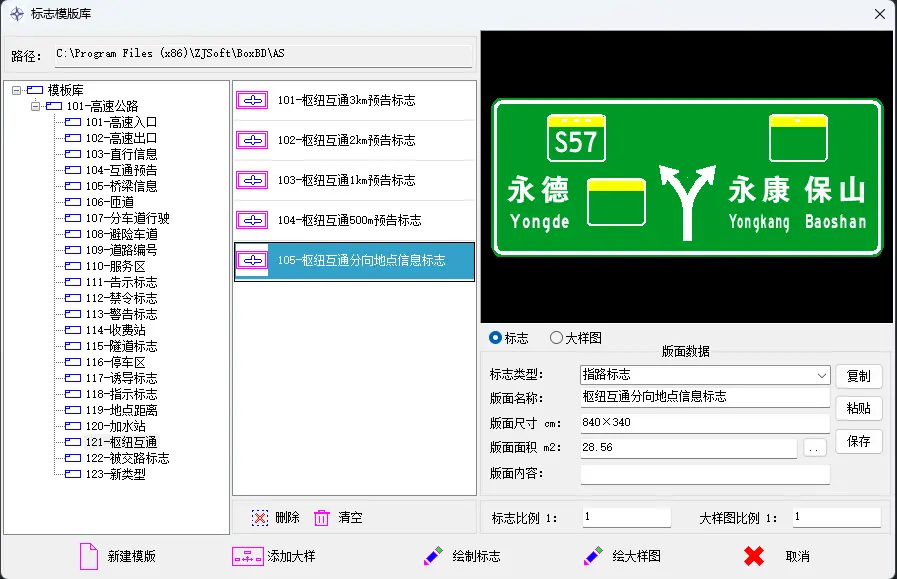 标志模版库
路径：
C:\Program Files (x86)\ZJSoft\BoxBD\AS
模板库
101-高速公路
101-高速入口
102-高速出口
103-直行信息
104-互通预告
105-桥梁信息
106-匝道
107-分车道行驶
108-避险车道
109-道路编号
110-服务区
111-告示标志
112-禁令标志
113-警告标志
114-收费站
115-隧道标志
116-停车区
117-诱导标志
118-指示标志
119-地点距离
120-加水站
121-枢纽互通
122-被交路标志
123-新类型
101-枢纽互通3km预告标志
102-枢纽互通2km预告标志
103-枢纽互通1km预告标志
104-枢纽互通500m预告标志
105-枢纽互通分向地点信息标志
删除
清空
S57
永德
永康 保山
Yongde
Yongkang Baoshan
标志
大样图
版面数据
标志类型：
指路标志
复制
版面名称：
枢纽互通分向地点信息标志
粘贴
版面尺寸 cm：
840×340
版面面积 m2：
28.56
..
保存
版面内容：
标志比例 1：
1
大样图比例 1：
1
新建模版
添加大样
绘制标志
绘大样图
取消